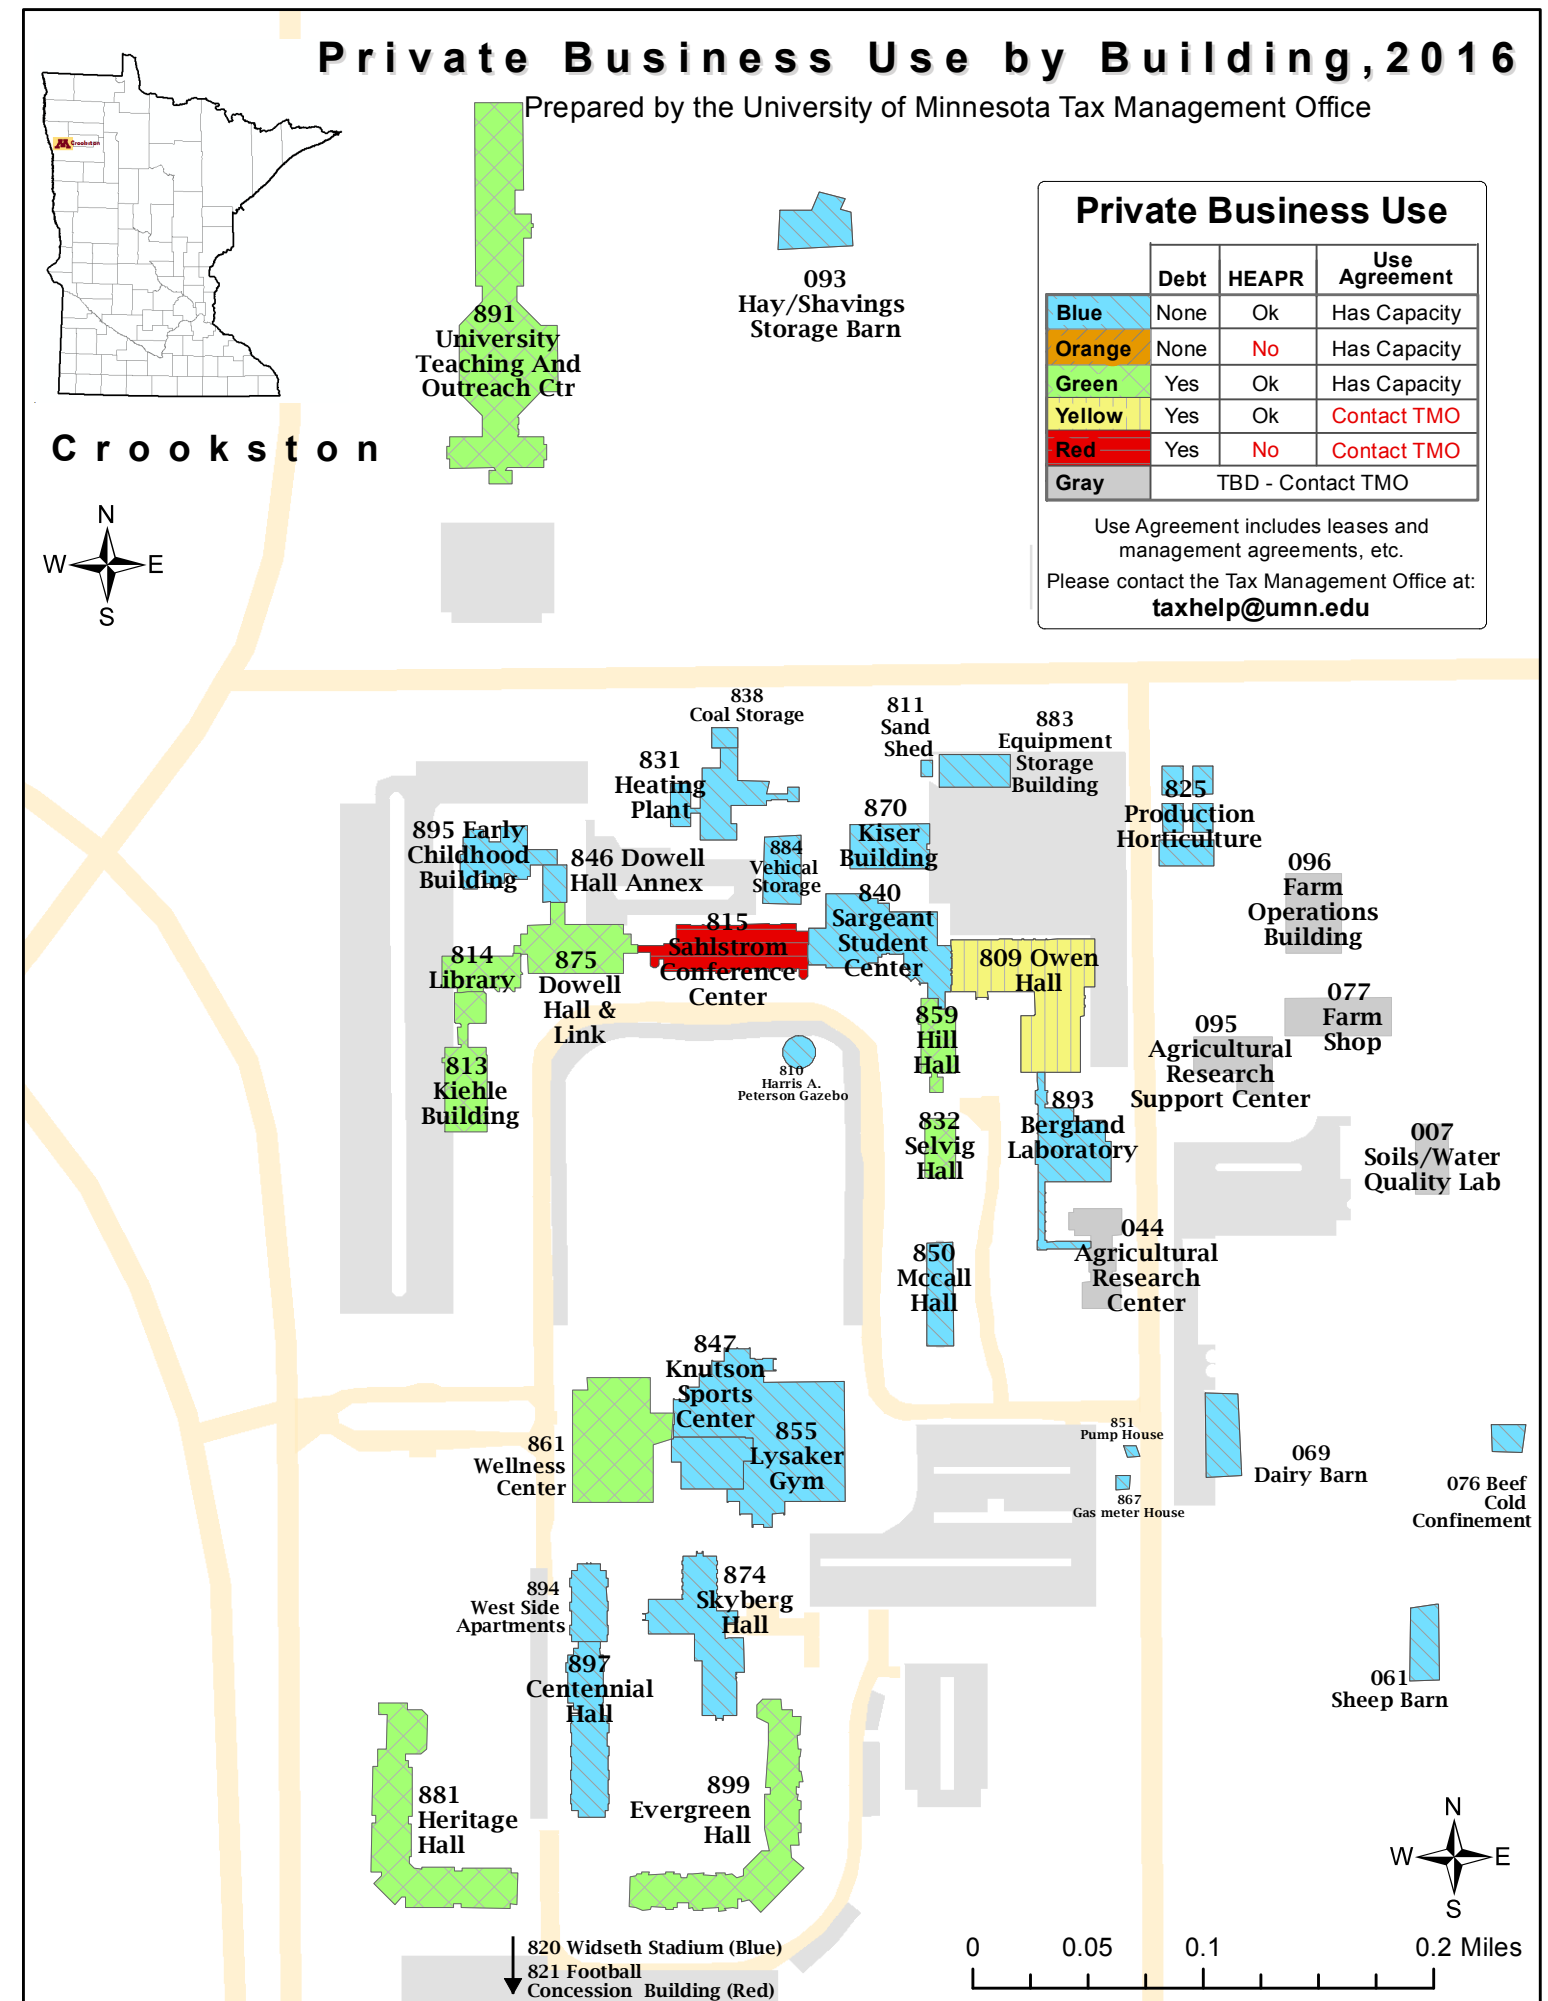 Private Business Use by Building, 2016
Prepared by the University of Minnesota Tax Management Office
Crookston
Crookston
N
W E
S
Private Business Use
Debt HEAPR Use Agreement
Blue None Ok Has Capacity
Orange None No Has Capacity
Green Yes Ok Has Capacity
Yellow Yes Ok Contact TMO
Red Yes No Contact TMO
Gray TBD - Contact TMO
Use Agreement includes leases and
management agreements, etc.
Please contact the Tax Management Office at:
taxhelp@umn.edu
891
University
Teaching And
Outreach Ctr
093
Hay/Shavings
Storage Barn
838
Coal Storage
811
Sand
Shed
883
Equipment
Storage
Building
831
Heating
Plant
825
Production
Horticulture
870
Kiser
Building
895 Early
Childhood
Building
846 Dowell
Hall Annex
884
Vehical
Storage
096
Farm
Operations
Building
840
Sargeant
Student
Center
815
Sahlstrom
Conference
Center
814
Library
875
Dowell
Hall &
Link
809 Owen
Hall
077
Farm
Shop
859
Hill
Hall
095
Agricultural
Research
Support Center
813
Kiehle
Building
810
Harris A.
Peterson Gazebo
893
Bergland
Laboratory
832
Selvig
Hall
007
Soils/Water
Quality Lab
044
Agricultural
Research
Center
850
Mccall
Hall
847
Knutson
Sports
Center
855
Lysaker
Gym
861
Wellness
Center
851
Pump House
867
Gas meter House
069
Dairy Barn
076 Beef
Cold
Confinement
894
West Side
Apartments
874
Skyberg
Hall
897
Centennial
Hall
061
Sheep Barn
881
Heritage
Hall
899
Evergreen
Hall
N
W E
S
820 Widseth Stadium (Blue)
821 Football
Concession Building (Red)
0 0.05 0.1 0.2 Miles